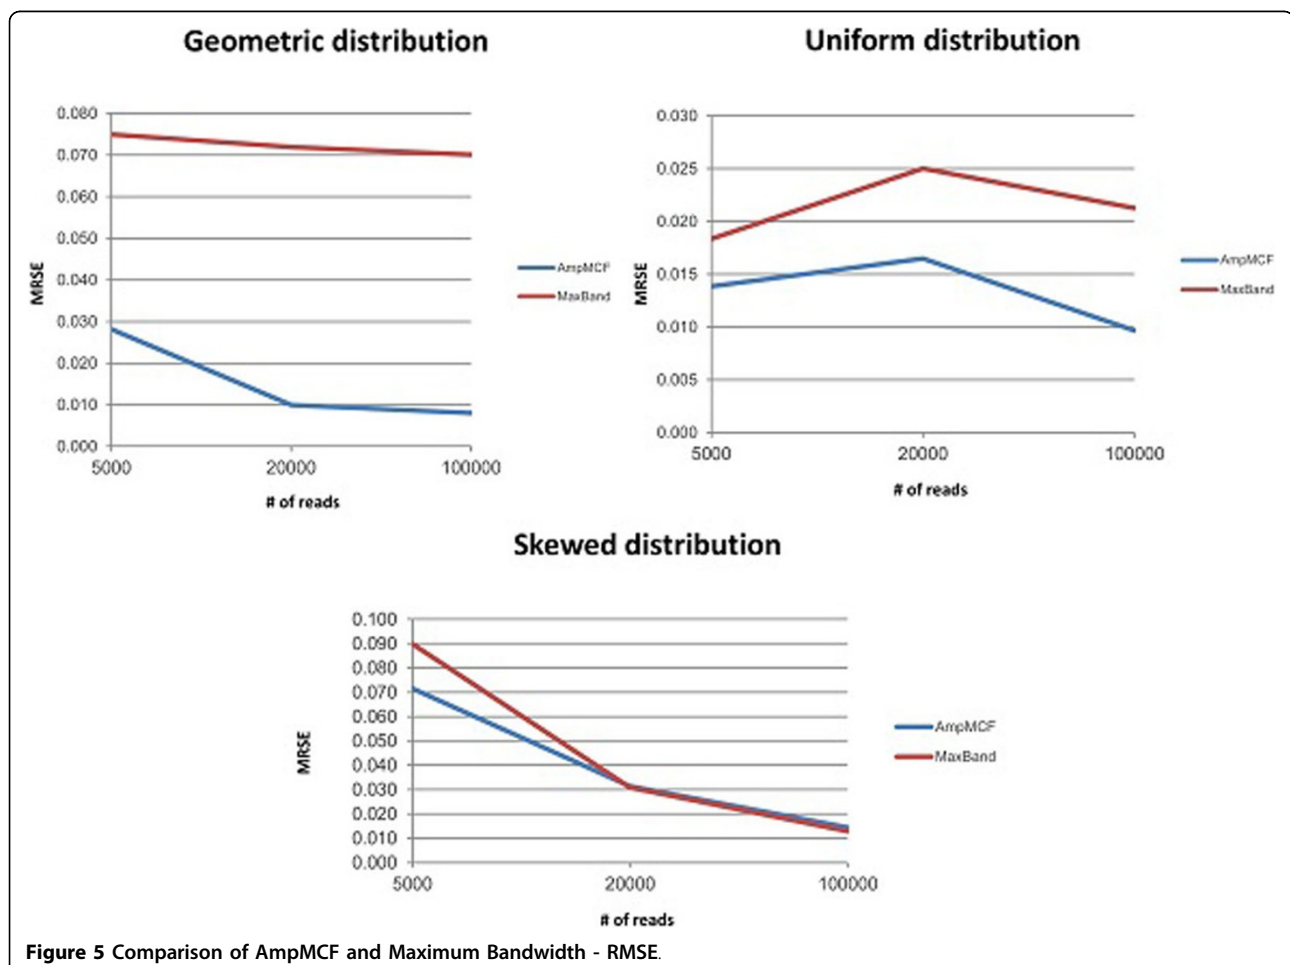 Geometric distribution
0.080
0.070
0.060
0.050
0.040
0.030
0.020
0.010
0.000
MRSE
5000 20000 100000
# of reads
AmpMCF
MaxBand
Uniform distribution
0.030
0.025
0.020
0.015
0.010
0.005
0.000
MRSE
5000 20000 100000
# of reads
AmpMCF
MaxBand
Skewed distribution
0.100
0.090
0.080
0.070
0.060
0.050
0.040
0.030
0.020
0.010
0.000
MRSE
5000 20000 100000
# of reads
AmpMCF
MaxBand
Figure 5 Comparison of AmpMCF and Maximum Bandwidth - RMSE.